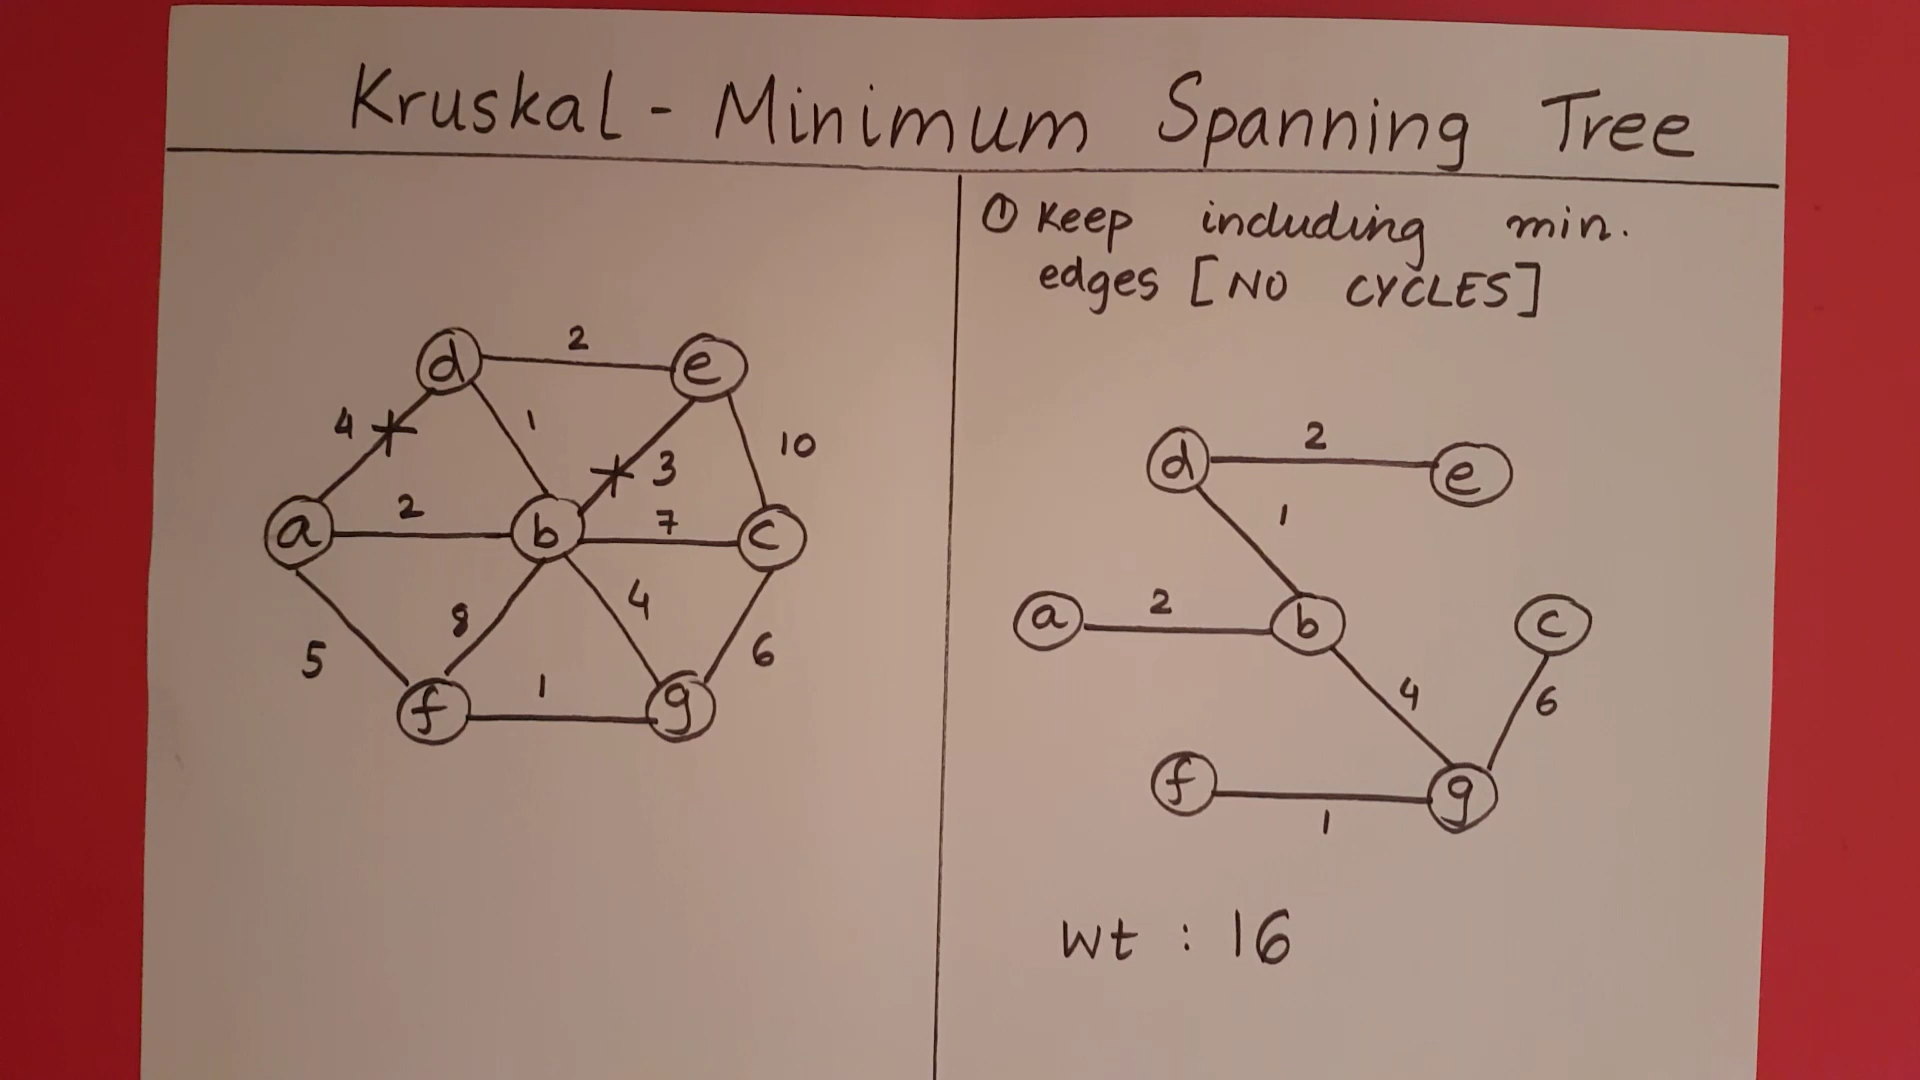 Kruskal - Minimum Spanning Tree
① Keep including min.
edges [NO CYCLES]
d 2 e
4 1 3 10
a 2 b 7 c
5 8 4 6
f 1 g
d 2 e
1
a 2 b c
4 6
f 1 g
Wt : 16